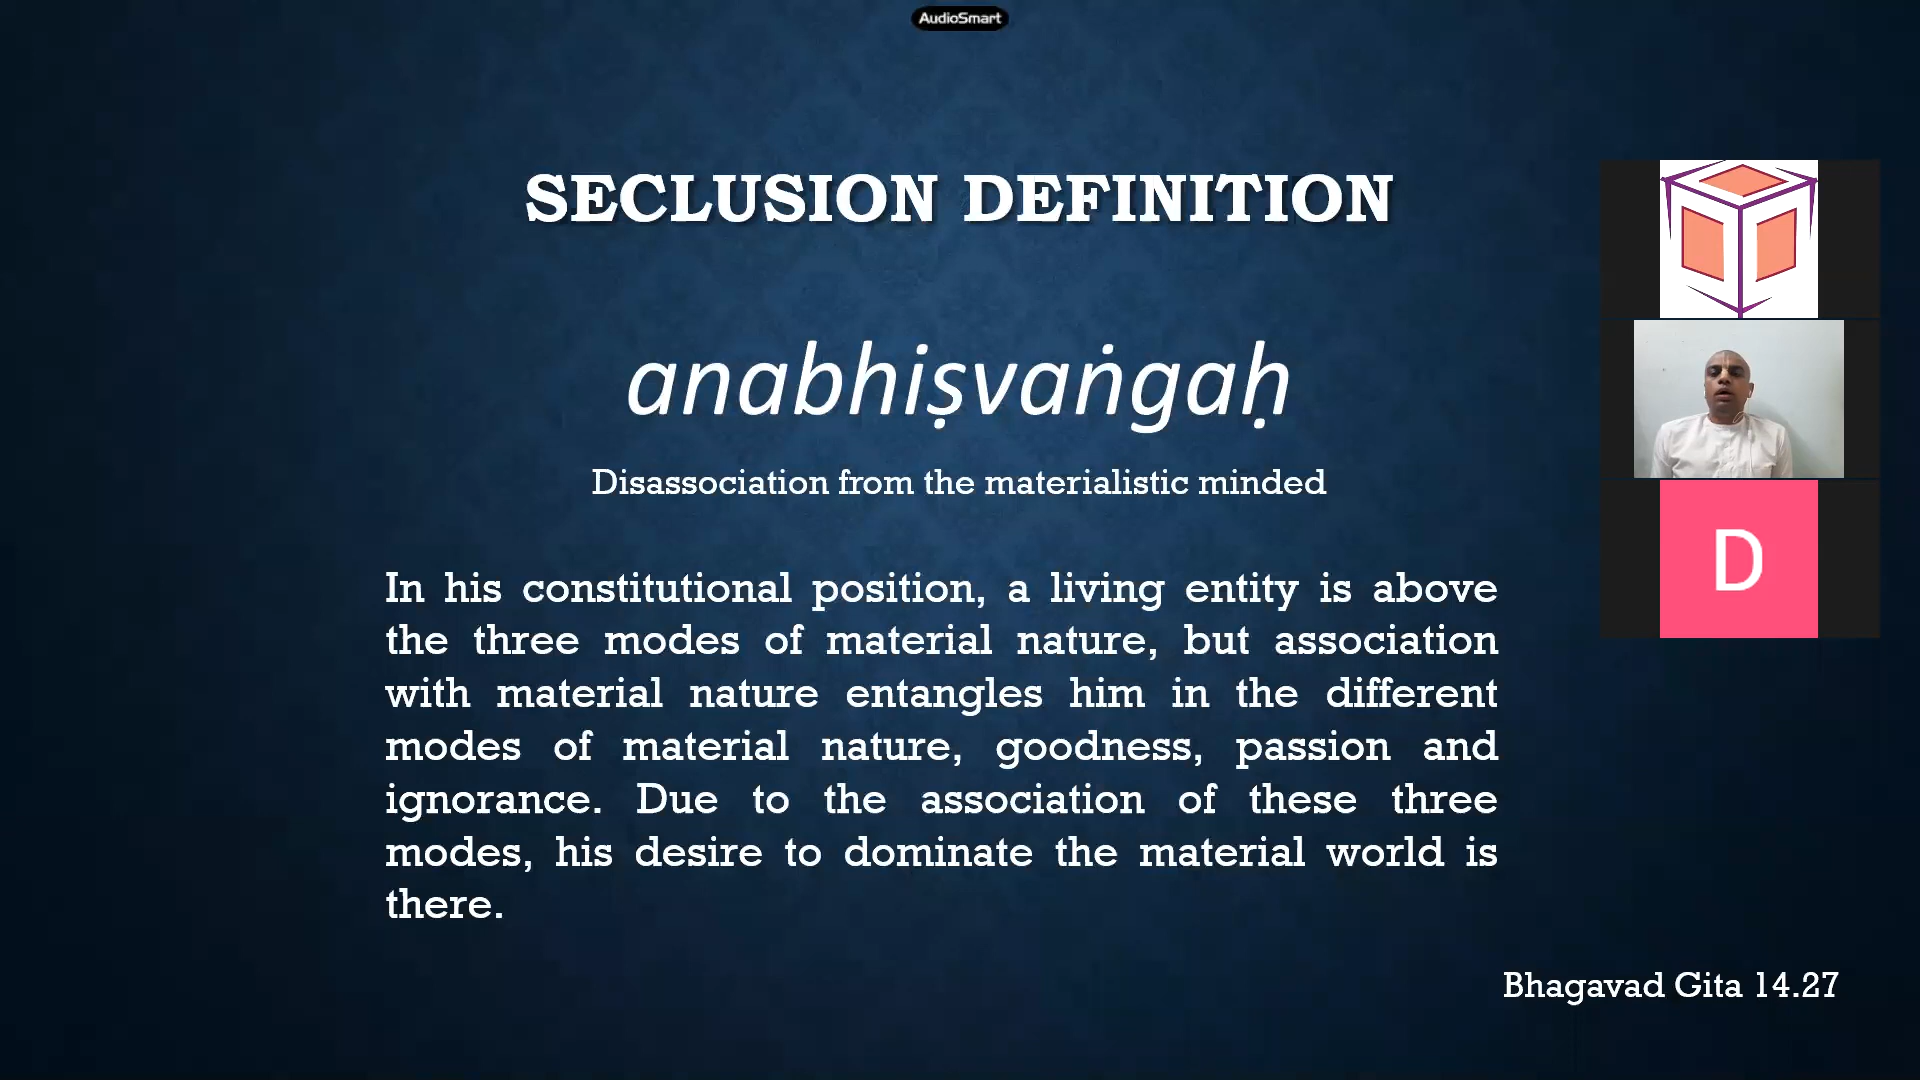 AudioSmart
SECLUSION DEFINITION
anabhiṣvaṅgaḥ
Disassociation from the materialistic minded
In his constitutional position, a living entity is above
the three modes of material nature, but association
with material nature entangles him in the different
modes of material nature, goodness, passion and
ignorance. Due to the association of these three
modes, his desire to dominate the material world is
there.
Bhagavad Gita 14.27
D